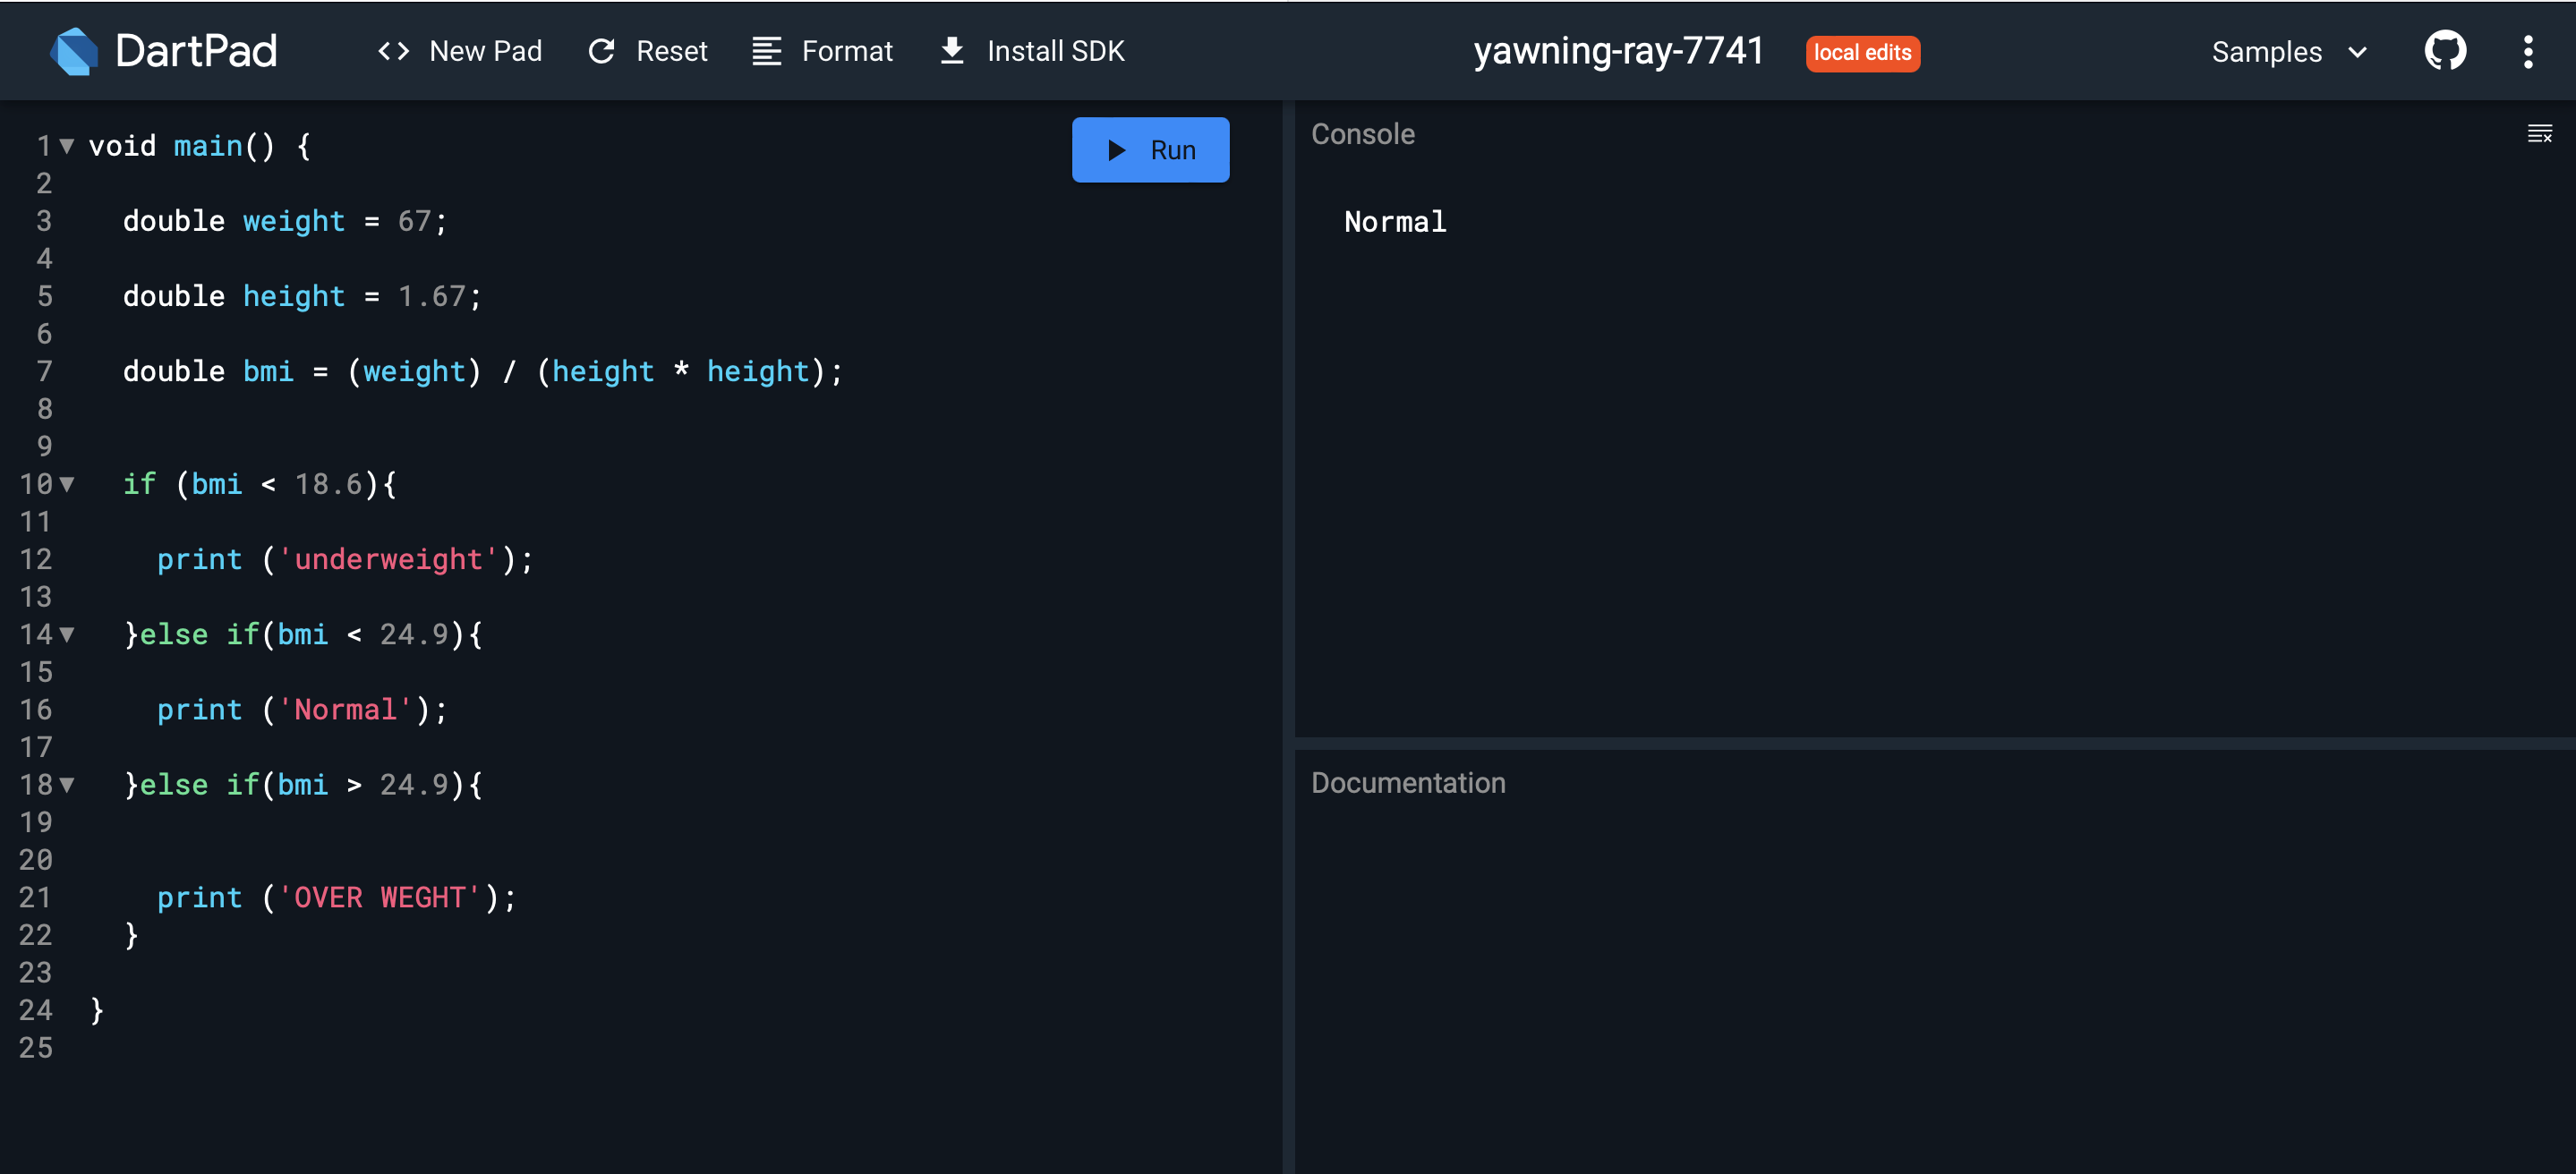 DartPad
<> New Pad
Reset
Format
Install SDK
yawning-ray-7741
local edits
Samples
1 void main() {
2
3 double weight = 67;
4
5 double height = 1.67;
6
7 double bmi = (weight) / (height * height);
8
9
10 if (bmi < 18.6){
11
12 print ('underweight');
13
14 }else if(bmi < 24.9){
15
16 print ('Normal');
17
18 }else if(bmi > 24.9){
19
20
21 print ('OVER WEGHT');
22 }
23
24 }
25
Run
Console
Normal
Documentation